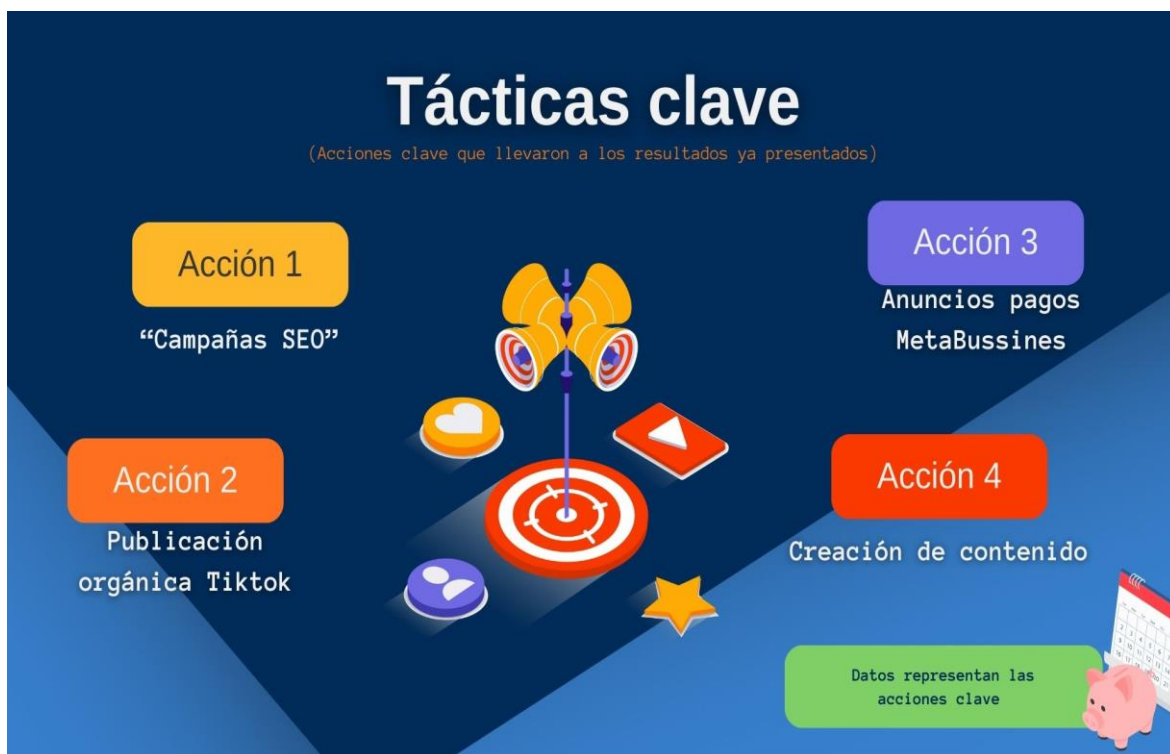 Tácticas clave
(Acciones clave que llevaron a los resultados ya presentados)
Acción 1
“Campañas SEO”
Acción 2
Publicación
orgánica Tiktok
Acción 3
Anuncios pagos
MetaBussines
Acción 4
Creación de contenido
Datos representan las
acciones clave